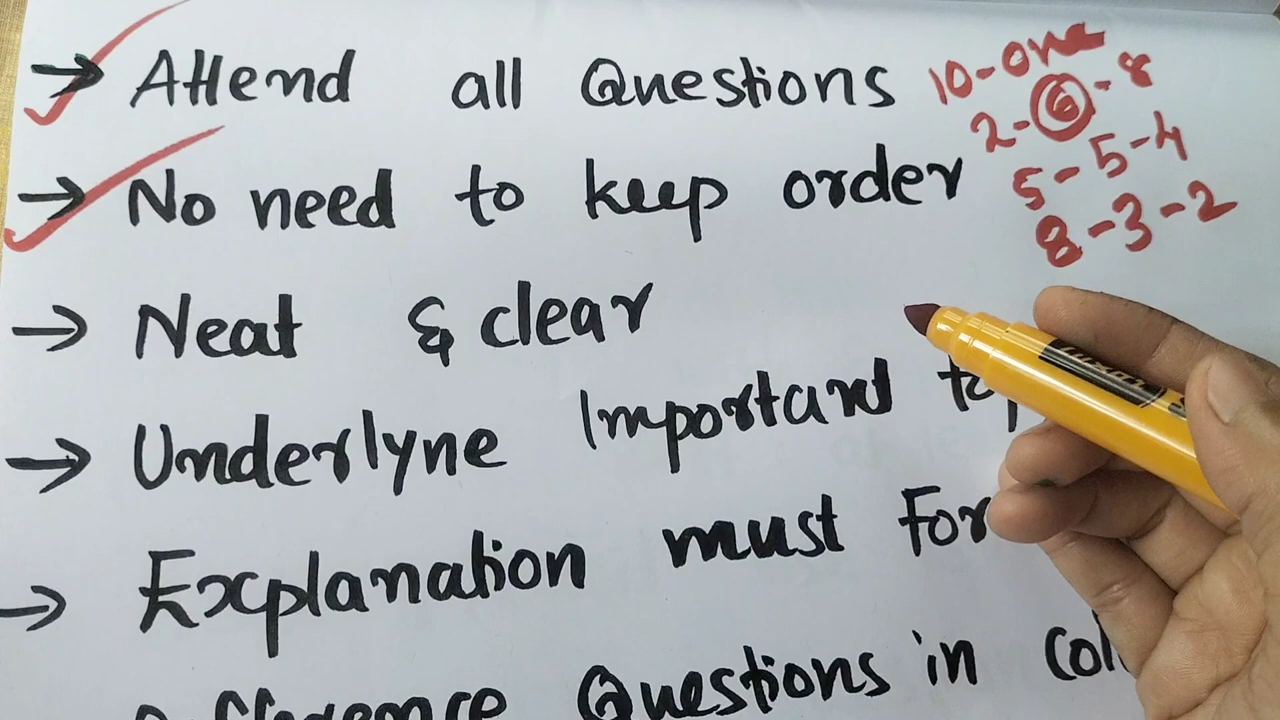 → Attend all Questions
10-one
2-6-8
→ No need to keep order
5-5-4
8-3-2
→ Neat & clear
→ Underlyne Important
→ Explanation must For
Questions in